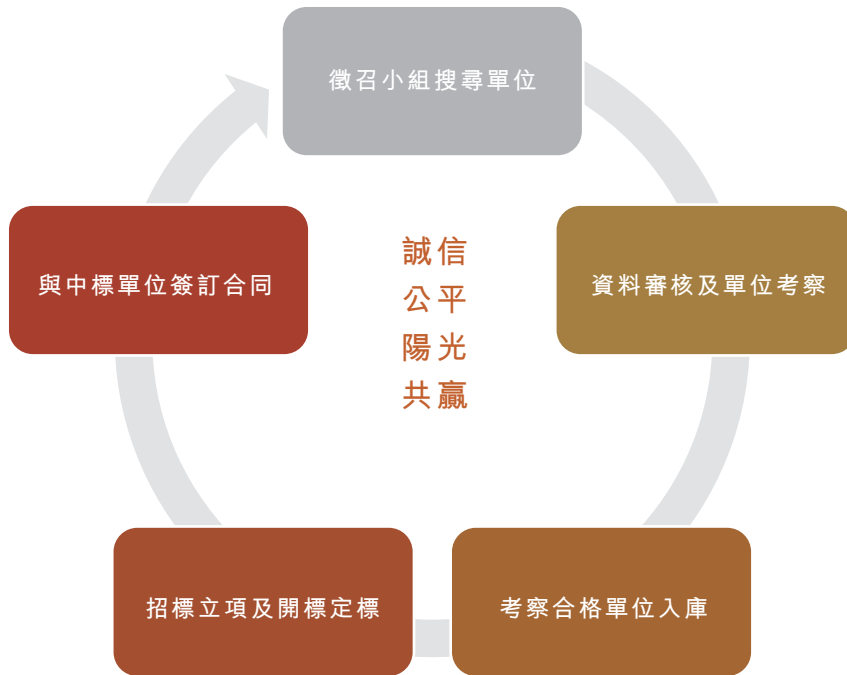 徵召小組搜尋單位
資料審核及單位考察
考察合格單位入庫
招標立項及開標定標
與中標單位簽訂合同
誠信
公平
陽光
共贏